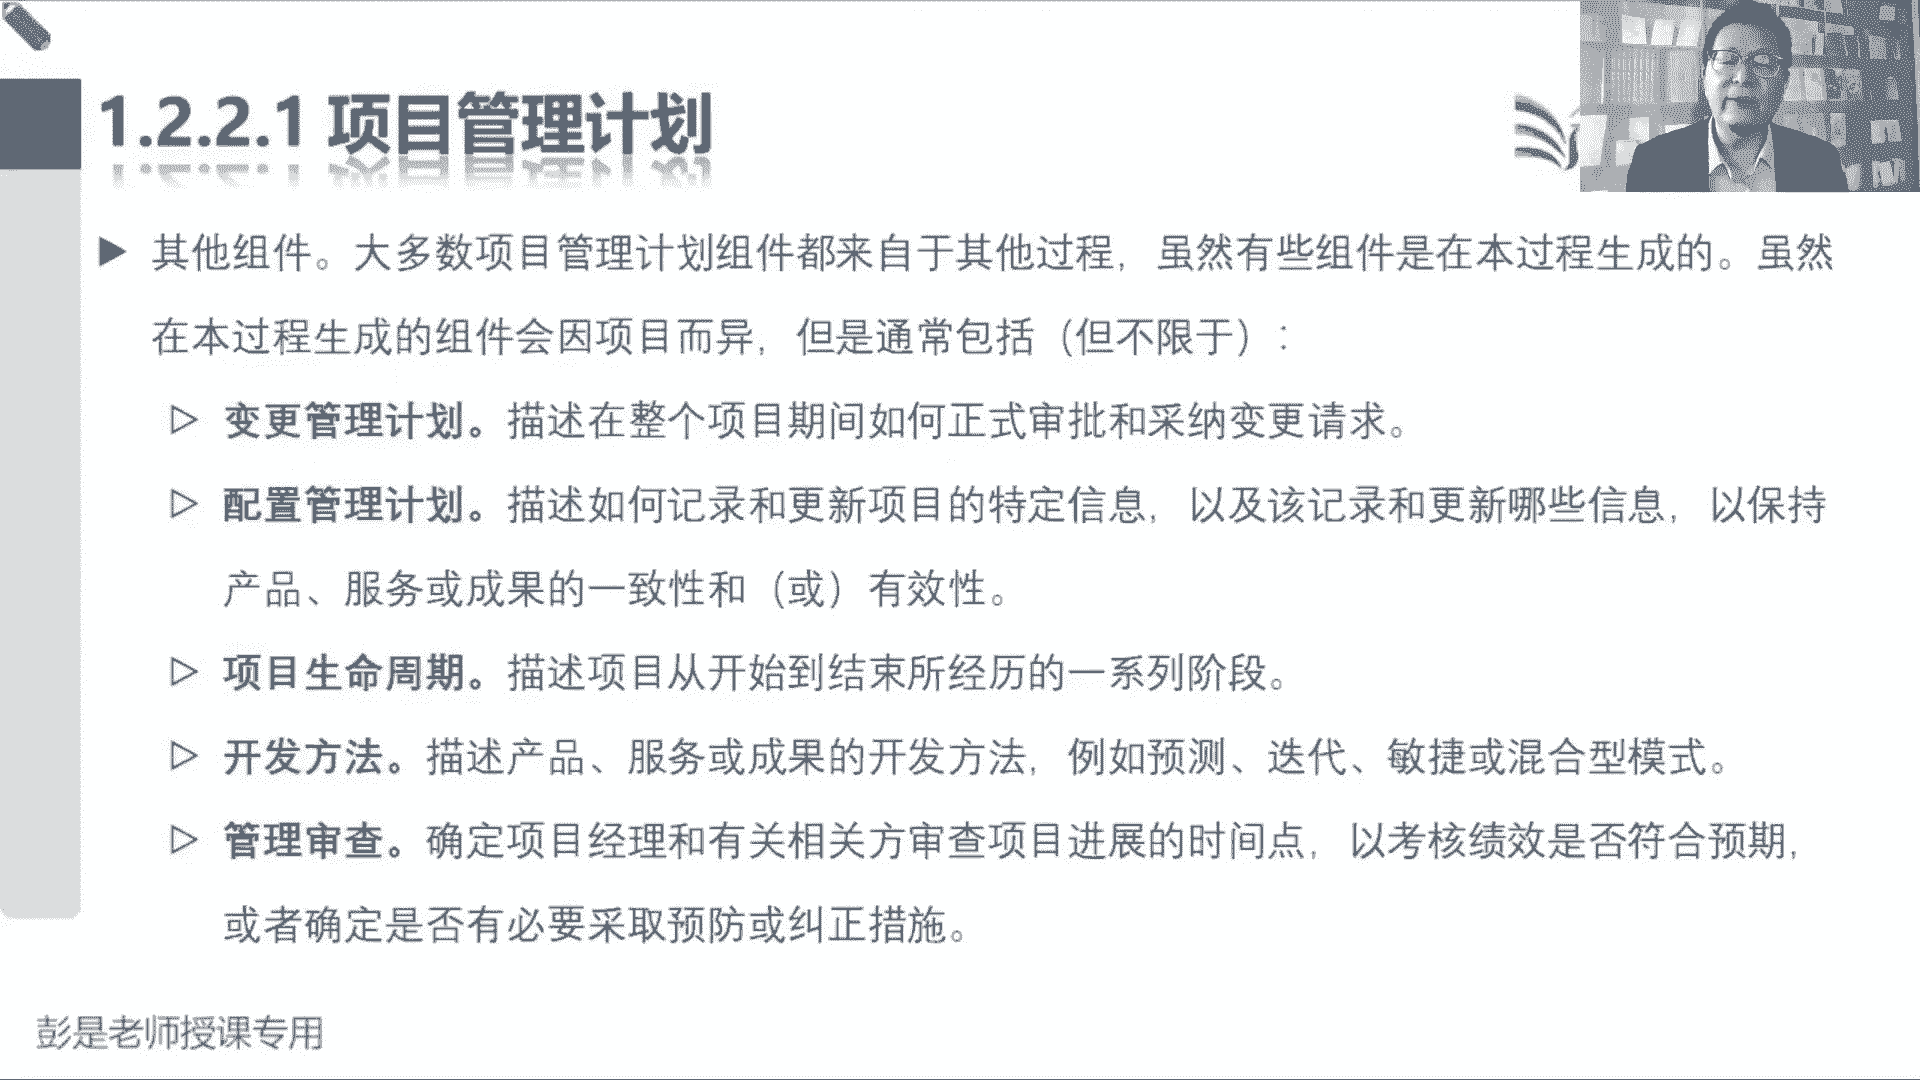 1.2.2.1 项目管理计划
其他组件。大多数项目管理计划组件都来自于其他过程，虽然有些组件是在本过程生成的。虽然
在本过程生成的组件会因项目而异，但是通常包括（但不限于）：
变更管理计划。描述在整个项目期间如何正式审批和采纳变更请求。
配置管理计划。描述如何记录和更新项目的特定信息，以及该记录和更新哪些信息，以保持
产品、服务或成果的一致性和（或）有效性。
项目生命周期。描述项目从开始到结束所经历的一系列阶段。
开发方法。描述产品、服务或成果的开发方法，例如预测、迭代、敏捷或混合型模式。
管理审查。确定项目经理和有关相关方审查项目进展的时间点，以考核绩效是否符合预期，
或者确定是否有必要采取预防或纠正措施。
彭是老师授课专用